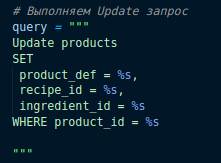 # Выполняем Update запрос
query = """
Update products
SET
product_def = %s,
recipe_id = %s,
ingredient_id = %s
WHERE product_id = %s
"""